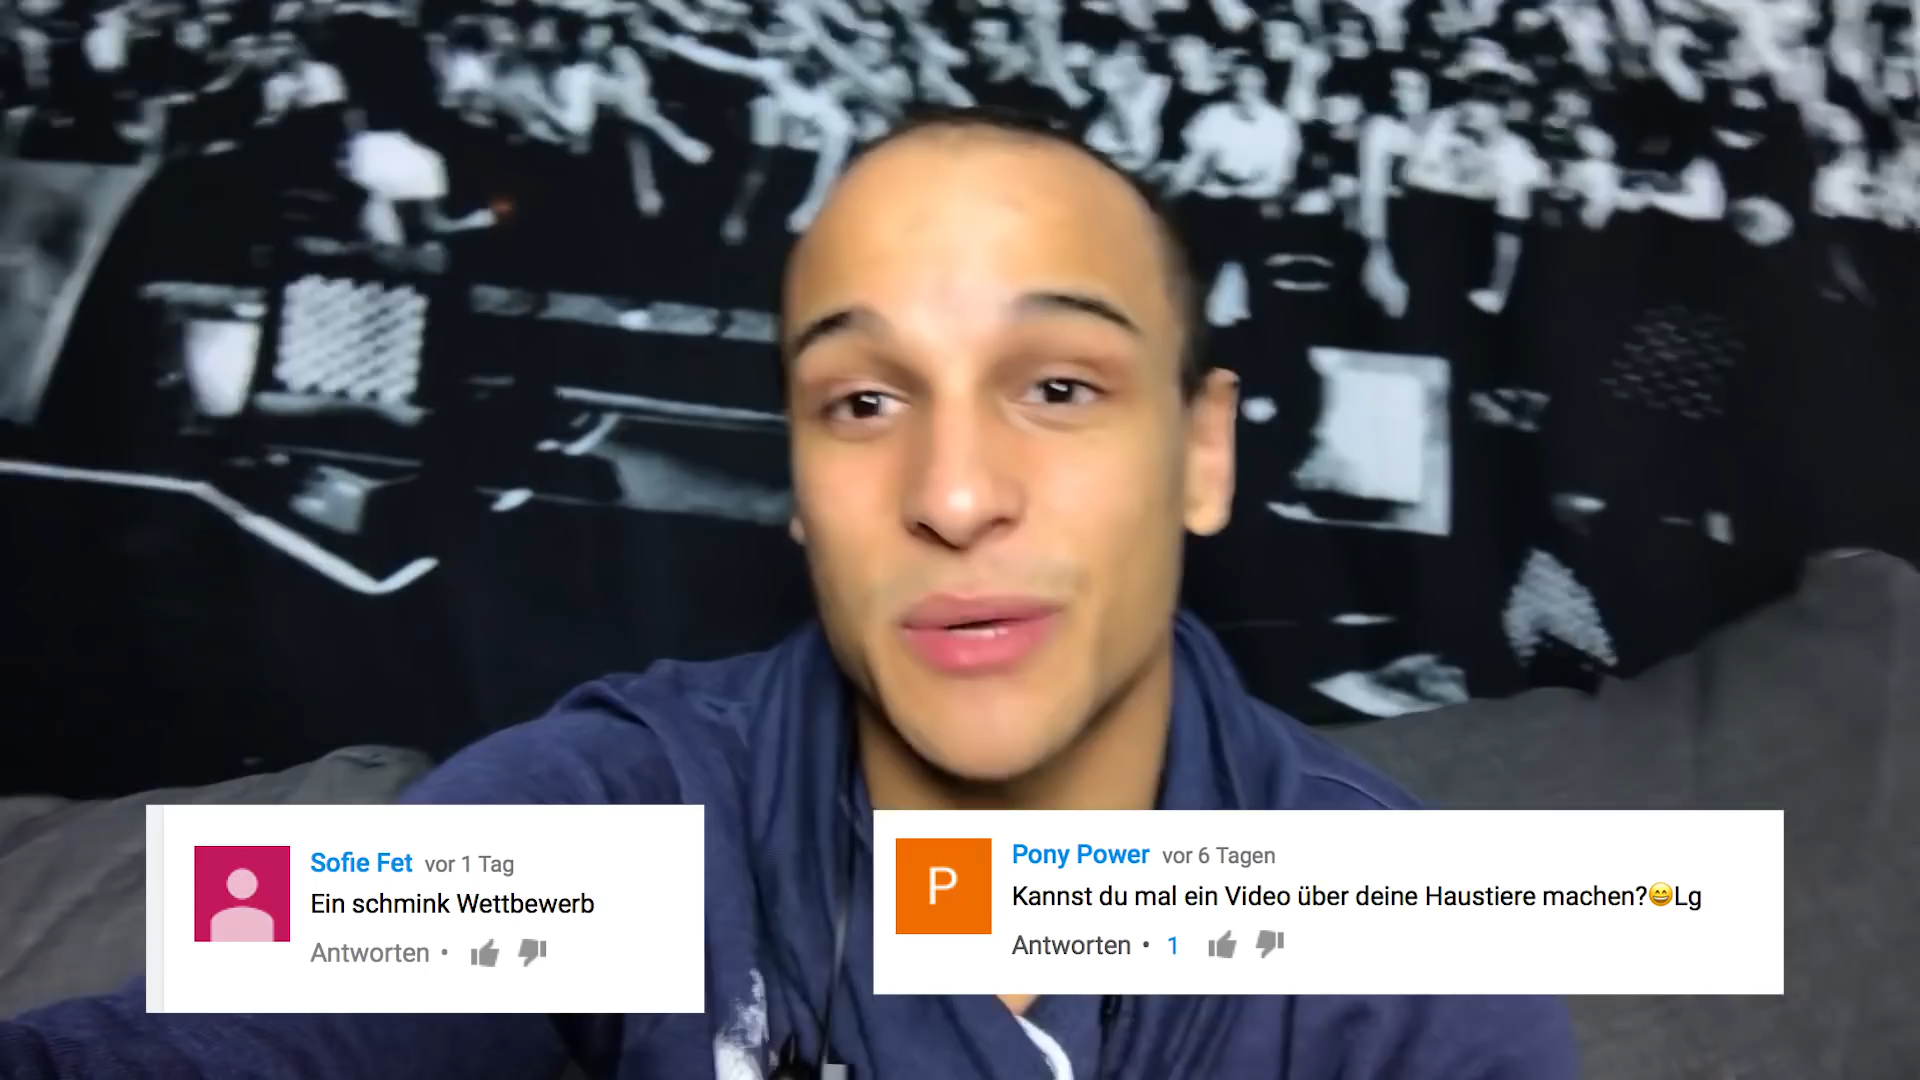 Sofie Fet vor 1 Tag
Ein schmink Wettbewerb
Antworten •
P
Pony Power vor 6 Tagen
Kannst du mal ein Video über deine Haustiere machen?😄Lg
Antworten • 1